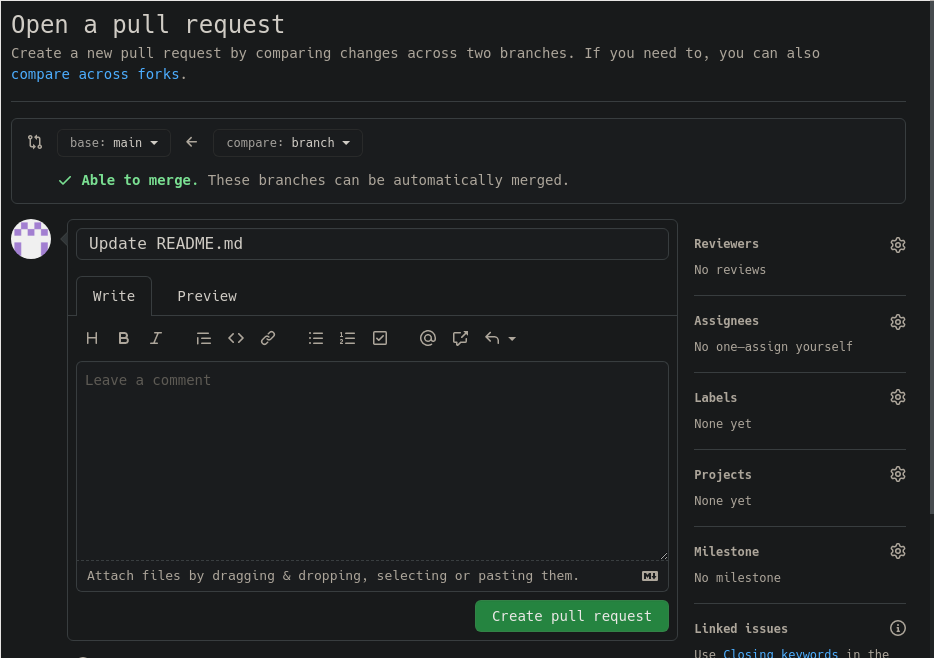 Open a pull request
Create a new pull request by comparing changes across two branches. If you need to, you can also
compare across forks.
base: main
compare: branch
Able to merge. These branches can be automatically merged.
Update README.md
Write
Preview
Leave a comment
Attach files by dragging & dropping, selecting or pasting them.
Create pull request
Reviewers
No reviews
Assignees
No one—assign yourself
Labels
None yet
Projects
None yet
Milestone
No milestone
Linked issues
Use Closing keywords in the